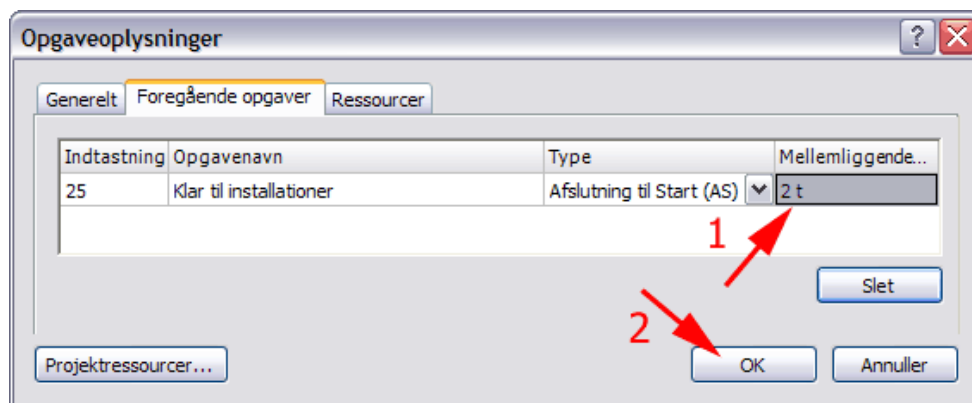 Opgaveoplysninger
Generelt Foregående opgaver Ressourcer
Indtastning Opgavenavn Type Mellemliggende...
25 Klar til installationer Afslutning til Start (AS) 2 t
1
Slet
2
Projektressourcer... OK Annuller